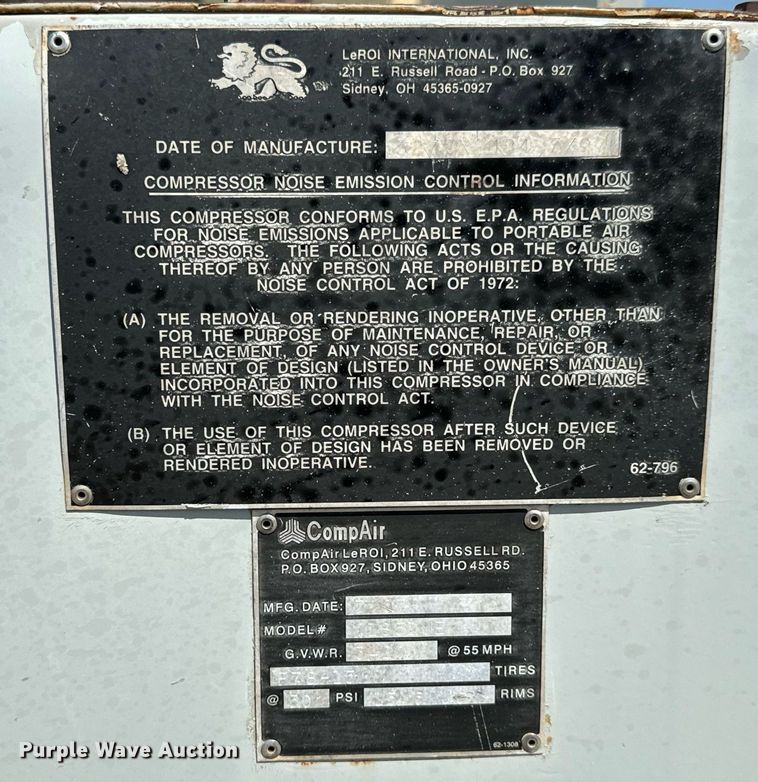 LeROI INTERNATIONAL, INC.
211 E. Russell Road - P.O. Box 927
Sidney, OH 45365-0927
DATE OF MANUFACTURE:
COMPRESSOR NOISE EMISSION CONTROL INFORMATION
THIS COMPRESSOR CONFORMS TO U.S. E.P.A. REGULATIONS
FOR NOISE EMISSIONS APPLICABLE TO PORTABLE AIR
COMPRESSORS. THE FOLLOWING ACTS OR THE CAUSING
THEREOF BY ANY PERSON ARE PROHIBITED BY THE
NOISE CONTROL ACT OF 1972:
(A) THE REMOVAL OR RENDERING INOPERATIVE, OTHER THAN
FOR THE PURPOSE OF MAINTENANCE, REPAIR, OR
REPLACEMENT, OF ANY NOISE CONTROL DEVICE OR
ELEMENT OF DESIGN (LISTED IN THE OWNER'S MANUAL)
INCORPORATED INTO THIS COMPRESSOR IN COMPLIANCE
WITH THE NOISE CONTROL ACT.
(B) THE USE OF THIS COMPRESSOR AFTER SUCH DEVICE
OR ELEMENT OF DESIGN HAS BEEN REMOVED OR
RENDERED INOPERATIVE.
62-796
CompAir
CompAir LeROI, 211 E. RUSSELL RD.
P.O. BOX 927, SIDNEY, OHIO 45365
MFG. DATE:
MODEL#
G.V.W.R. @ 55 MPH
TIRES
@ PSI RIMS
62-1308
Purple Wave Auction